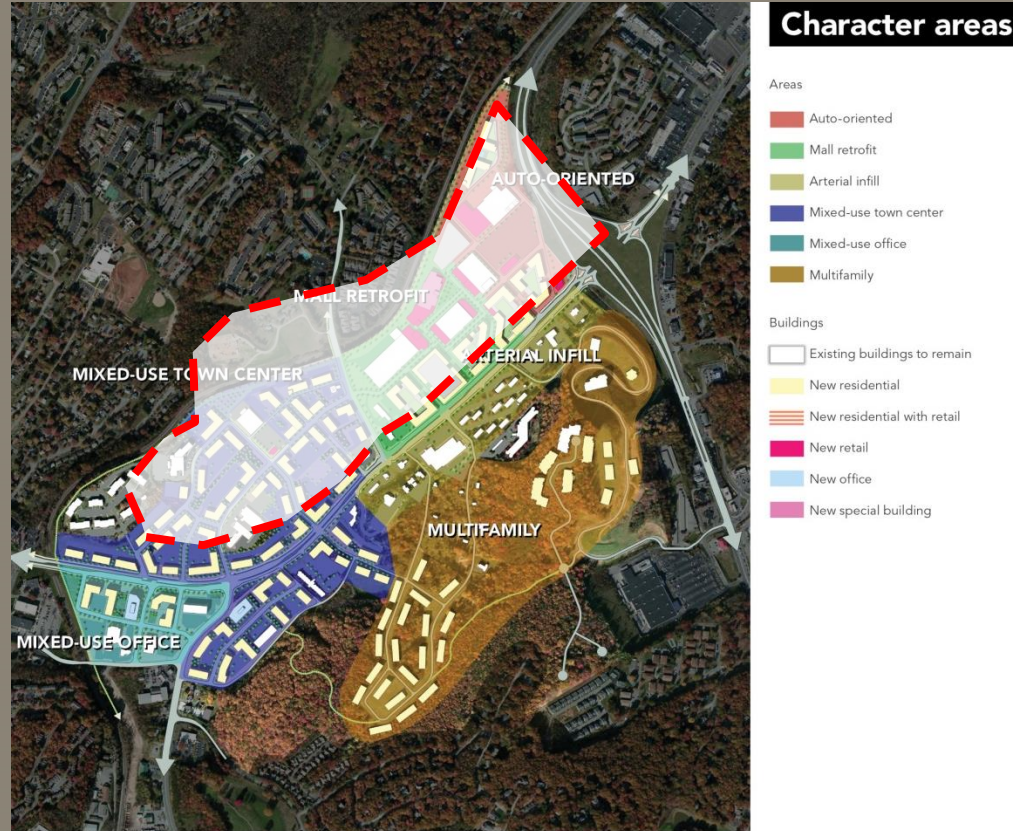 Character areas
Areas
Auto-oriented
Mall retrofit
Arterial infill
Mixed-use town center
Mixed-use office
Multifamily
Buildings
Existing buildings to remain
New residential
New residential with retail
New retail
New office
New special building
AUTO-ORIENTED
MALL RETROFIT
ARTERIAL INFILL
MIXED-USE TOWN CENTER
MULTIFAMILY
MIXED-USE OFFICE